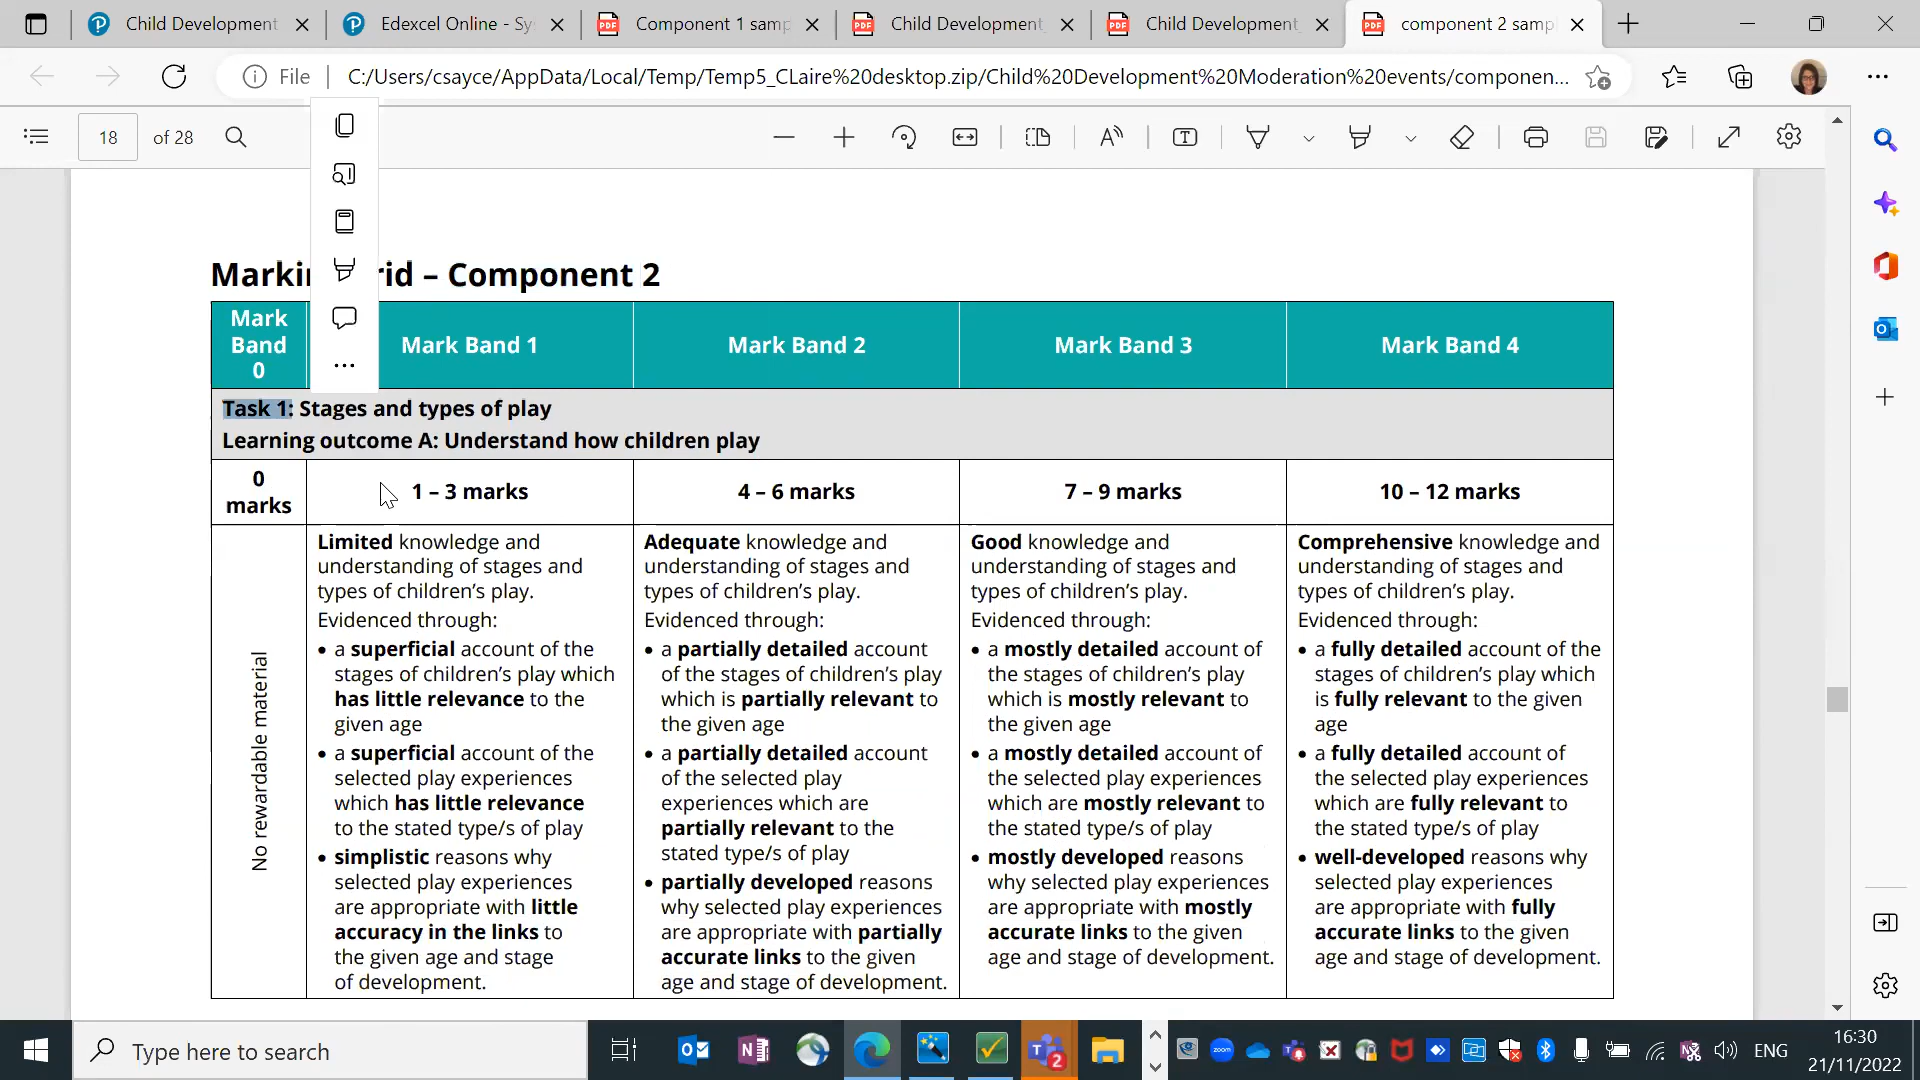 Child Development
Edexcel Online - Sy
Component 1 samp
Child Development
Child Development
component 2 samp
File
C:/Users/csayce/AppData/Local/Temp/Temp5_CLaire%20desktop.zip/Child%20Development%20Moderation%20events/componen...
18 of 28
Markin rid – Component 2
Mark Band 0
Mark Band 1
Mark Band 2
Mark Band 3
Mark Band 4
Task 1: Stages and types of play
Learning outcome A: Understand how children play
0 marks
1 – 3 marks
4 – 6 marks
7 – 9 marks
10 – 12 marks
No rewardable material
Limited knowledge and
understanding of stages and
types of children’s play.
Evidenced through:
• a superficial account of the
stages of children’s play which
has little relevance to the
given age
• a superficial account of the
selected play experiences
which has little relevance
to the stated type/s of play
• simplistic reasons why
selected play experiences
are appropriate with little
accuracy in the links to
the given age and stage
of development.
Adequate knowledge and
understanding of stages and
types of children’s play.
Evidenced through:
• a partially detailed account
of the stages of children’s play
which is partially relevant to
the given age
• a partially detailed account
of the selected play
experiences which are
partially relevant to the
stated type/s of play
• partially developed reasons
why selected play experiences
are appropriate with partially
accurate links to the given
age and stage of development.
Good knowledge and
understanding of stages and
types of children’s play.
Evidenced through:
• a mostly detailed account of
the stages of children’s play
which is mostly relevant to
the given age
• a mostly detailed account of
the selected play experiences
which are mostly relevant to
the stated type/s of play
• mostly developed reasons
why selected play experiences
are appropriate with mostly
accurate links to the given
age and stage of development.
Comprehensive knowledge and
understanding of stages and
types of children’s play.
Evidenced through:
• a fully detailed account of the
stages of children’s play which
is fully relevant to the given
age
• a fully detailed account of
the selected play experiences
which are fully relevant to
the stated type/s of play
• well-developed reasons why
selected play experiences
are appropriate with fully
accurate links to the given
age and stage of development.
Type here to search
2
zoom
ENG
16:30
21/11/2022